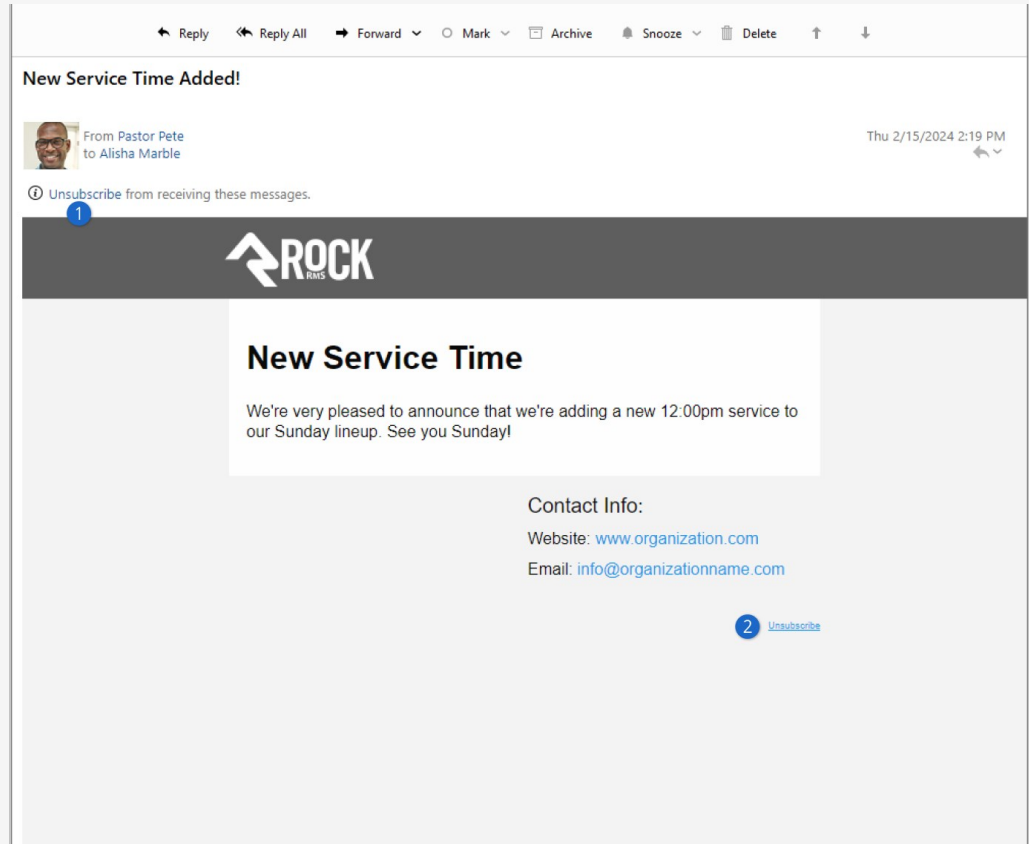 Reply Reply All Forward Mark Archive Snooze Delete
New Service Time Added!
From Pastor Pete
to Alisha Marble
Thu 2/15/2024 2:19 PM
Unsubscribe from receiving these messages.
1
ROCK
RMS
New Service Time
We're very pleased to announce that we're adding a new 12:00pm service to
our Sunday lineup. See you Sunday!
Contact Info:
Website: www.organization.com
Email: info@organizationname.com
2 Unsubscribe